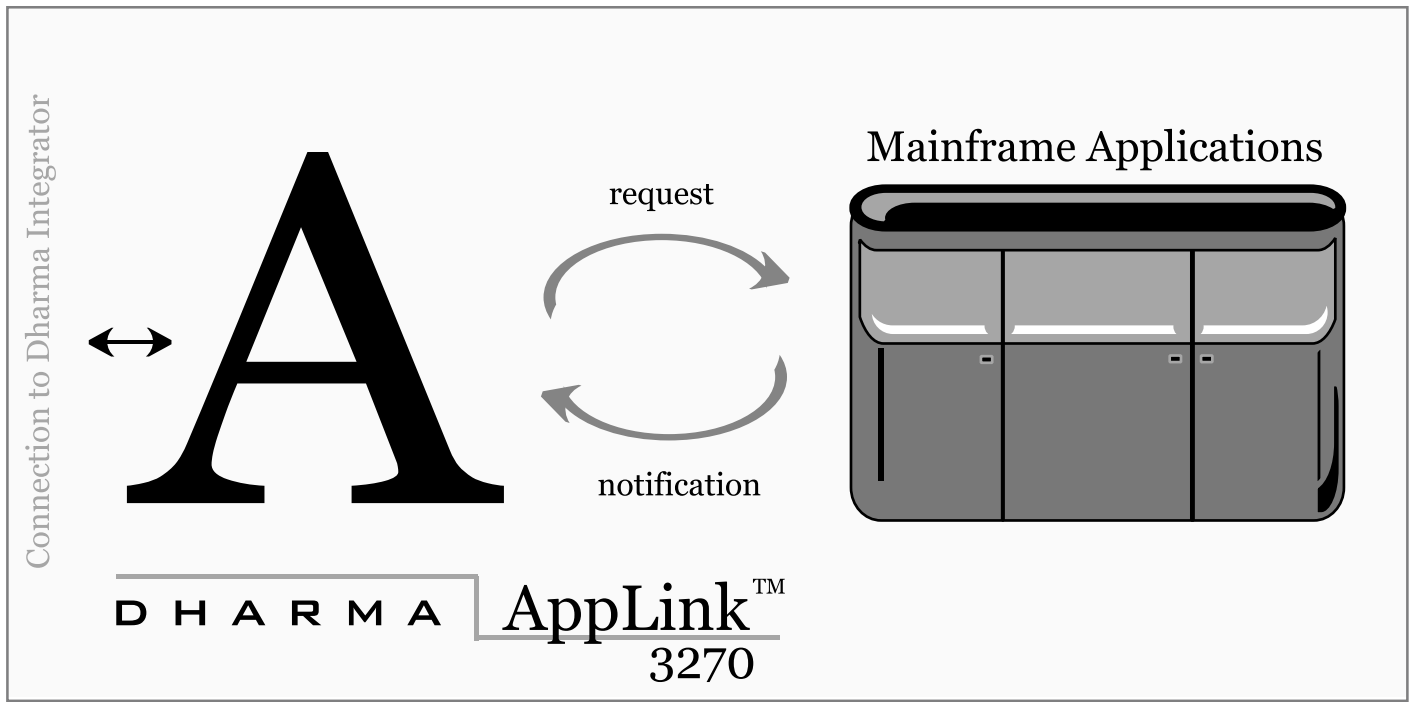 Connection to Dharma Integrator
A
Mainframe Applications
request
notification
DHARMA AppLink™
3270